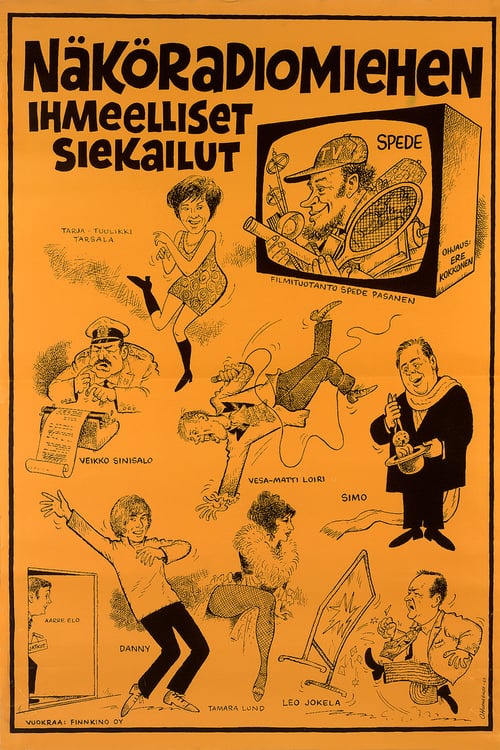 NÄKÖRADIOMIEHEN
IHMEELLISET
SIEKAILUT
SPEDE
TV
OHJAUS:
ERE
KOKKONEN
FILMITUOTANTO SPEDE PASANEN
TARJA-TUULIKKI
TARSALA
VEIKKO SINISALO
VESA-MATTI LOIRI
SIMO
AARRE ELO
DANNY
TAMARA LUND
LEO JOKELA
VUOKRAA: FINNKINO OY